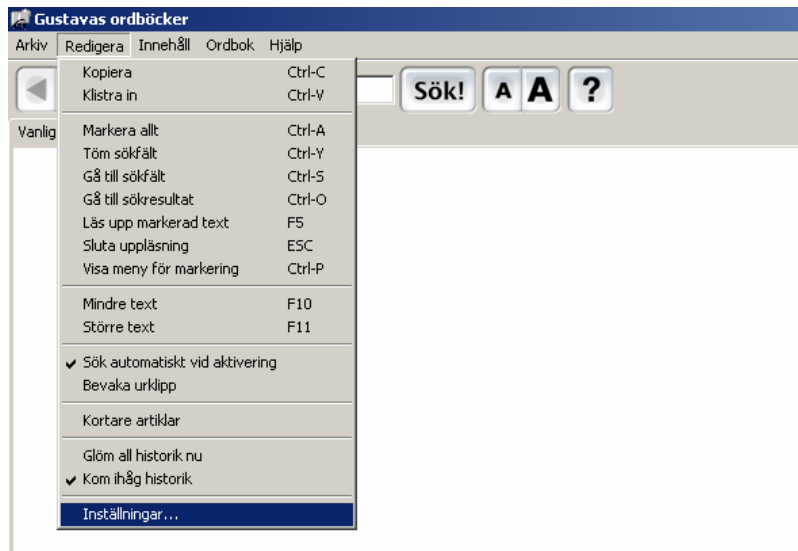 Gustavas ordböcker
Arkiv Redigera Innehåll Ordbok Hjälp
Sök! A A ?
Vanlig
Kopiera Ctrl-C
Klistra in Ctrl-V
Markera allt Ctrl-A
Töm sökfält Ctrl-Y
Gå till sökfält Ctrl-S
Gå till sökresultat Ctrl-O
Läs upp markerad text F5
Sluta uppläsning ESC
Visa meny för markering Ctrl-P
Mindre text F10
Större text F11
Sök automatiskt vid aktivering
Bevaka urklipp
Kortare artiklar
Glöm all historik nu
Kom ihåg historik
Inställningar...